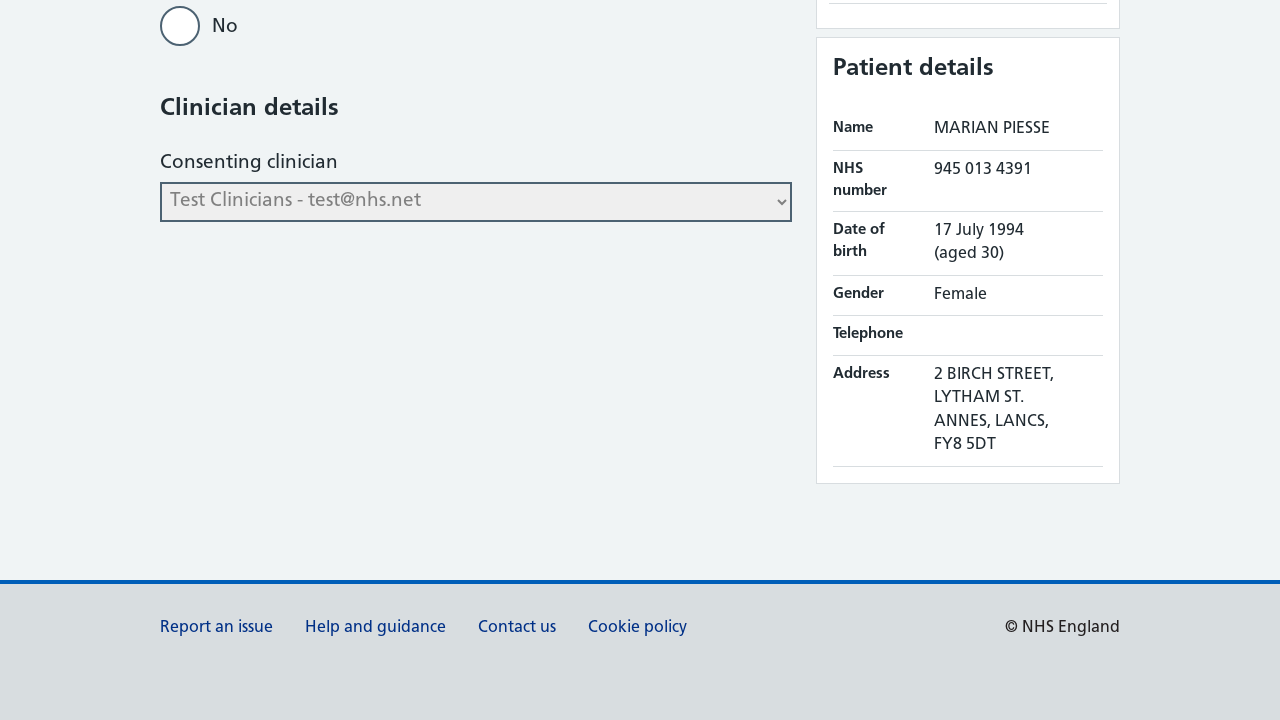 No
Clinician details
Consenting clinician
Test Clinicians - test@nhs.net
Patient details
Name MARIAN PIESSE
NHS number 945 013 4391
Date of birth 17 July 1994 (aged 30)
Gender Female
Telephone
Address 2 BIRCH STREET,
LYTHAM ST.
ANNES, LANCS,
FY8 5DT
Report an issue Help and guidance Contact us Cookie policy © NHS England